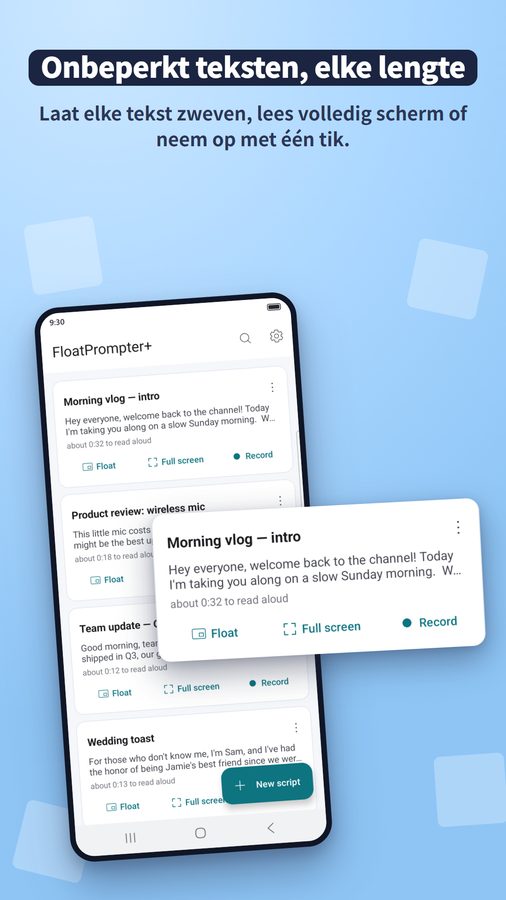 Onbeperkt teksten, elke lengte
Laat elke tekst zweven, lees volledig scherm of
neem op met één tik.
9:30
FloatPrompter+
Morning vlog — intro
Hey everyone, welcome back to the channel! Today
I'm taking you along on a slow Sunday morning. W...
about 0:32 to read aloud
Float
Full screen
Record
Product review: wireless mic
This little mic costs
might be the best
about 0:18 to read
Float
Morning vlog — intro
Hey everyone, welcome back to the channel! Today
I'm taking you along on a slow Sunday morning. W...
about 0:32 to read aloud
Float
Full screen
Record
Team update —
Good morning,
shipped in Q3, our
about 0:12 to read aloud
Float
Full screen
Record
Wedding toast
For those who don't know me, I'm Sam, and I've had
the honor of being Jamie's best friend since we wer...
about 0:13 to read aloud
Float
Full screen
New script